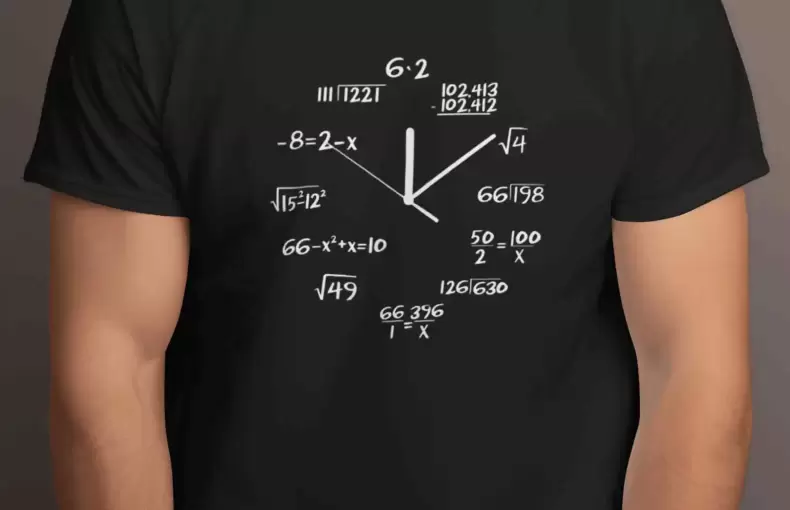 6·2
111⟌1221
102.413
- 102.412
-8=2-x
√4
√15²-12²
66⟌198
66-x²+x=10
50/2 = 100/x
√49
126⟌630
66/1 = 396/x